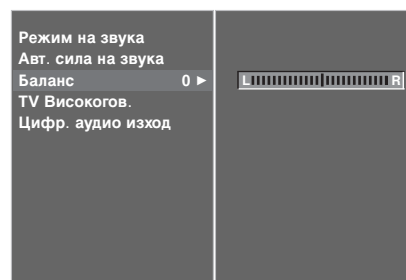 Режим на звука
Авт. сила на звука
Баланс 0 ►
L R
TV Високогов.
Цифр. аудио изход